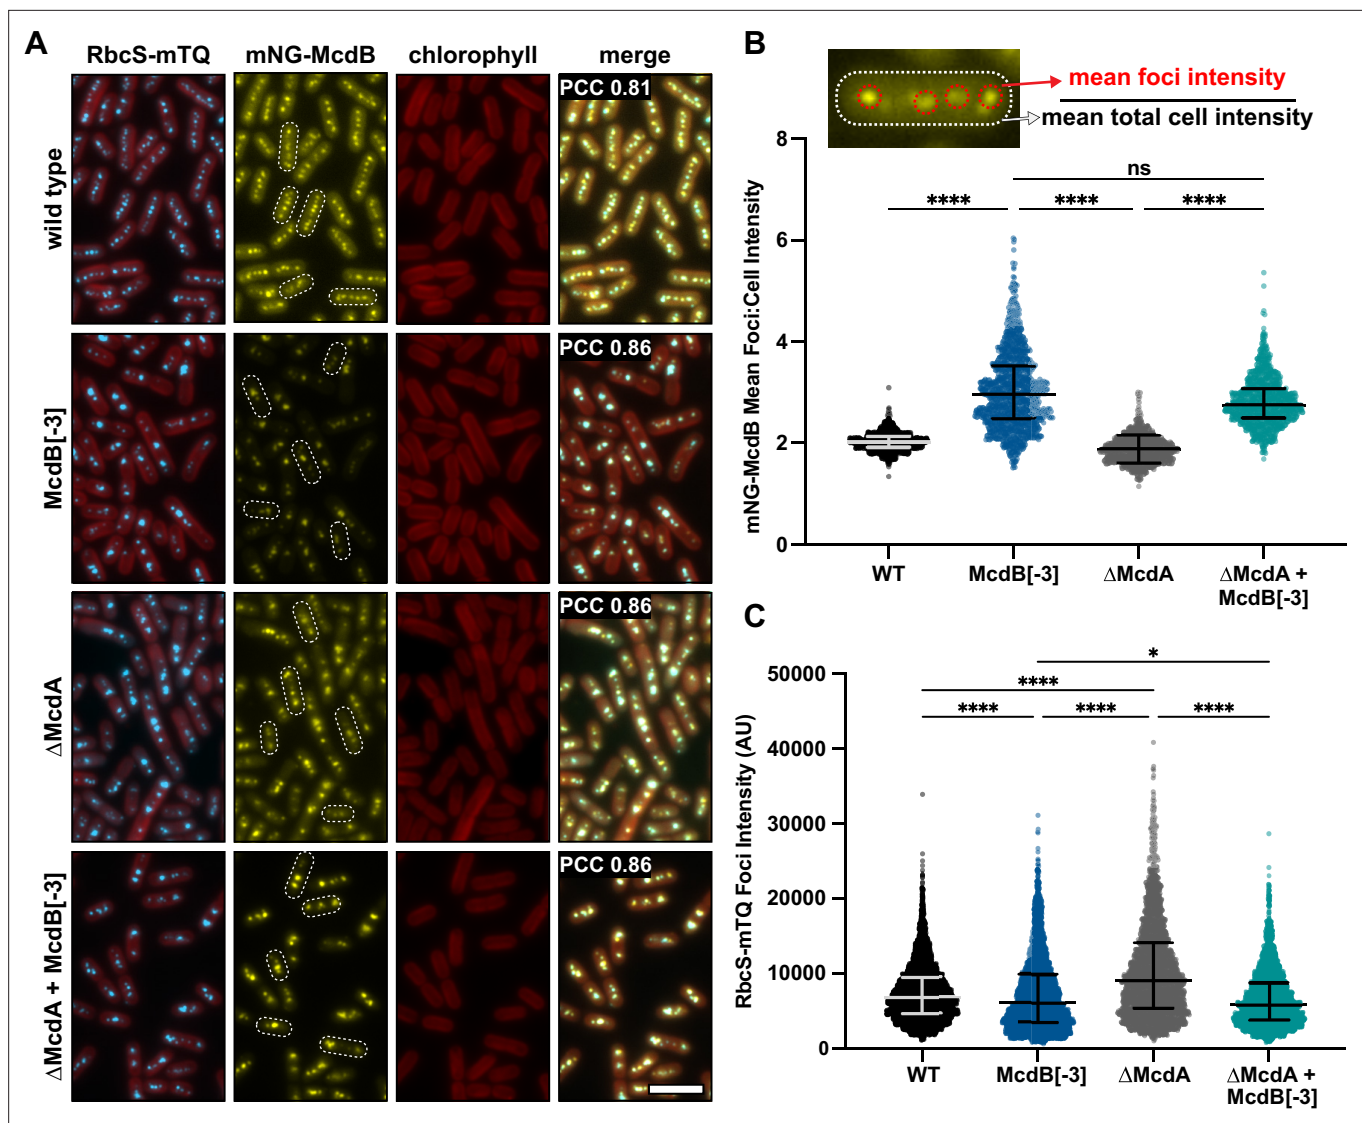 A
RbcS-mTQ mNG-McdB chlorophyll merge
wild type
PCC 0.81
McdB[-3]
PCC 0.86
ΔMcdA
PCC 0.86
ΔMcdA + McdB[-3]
PCC 0.86
B
mean foci intensity
mean total cell intensity
mNG-McdB Mean Foci:Cell Intensity
8
6
4
2
0
ns
**** **** ****
WT McdB[-3] ΔMcdA ΔMcdA +
McdB[-3]
C
RbcS-mTQ Foci Intensity (AU)
50000
40000
30000
20000
10000
0
*
****
**** **** ****
WT McdB[-3] ΔMcdA ΔMcdA +
McdB[-3]